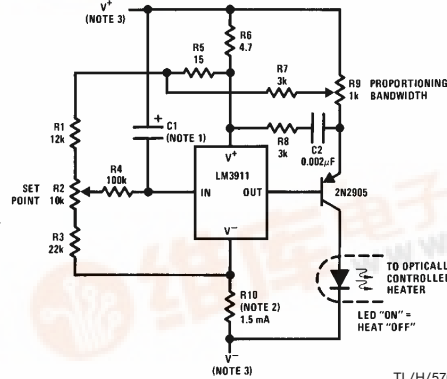 V+
(NOTE 3)
R5
15
R6
4.7
R7
3k
R9
1k
PROPORTIONING
BANDWIDTH
R1
12k
C1
(NOTE 1)
+
R8
3k
C2
0.002μF
R4
100k
V+
LM3911
IN
OUT
2N2905
SET
POINT
R2
10k
R3
22k
V−
R10
(NOTE 2)
1.5 mA
TO OPTICALL
CONTROLLE
HEATER
LED "ON" =
HEAT "OFF"
V−
(NOTE 3)
TL/H/57